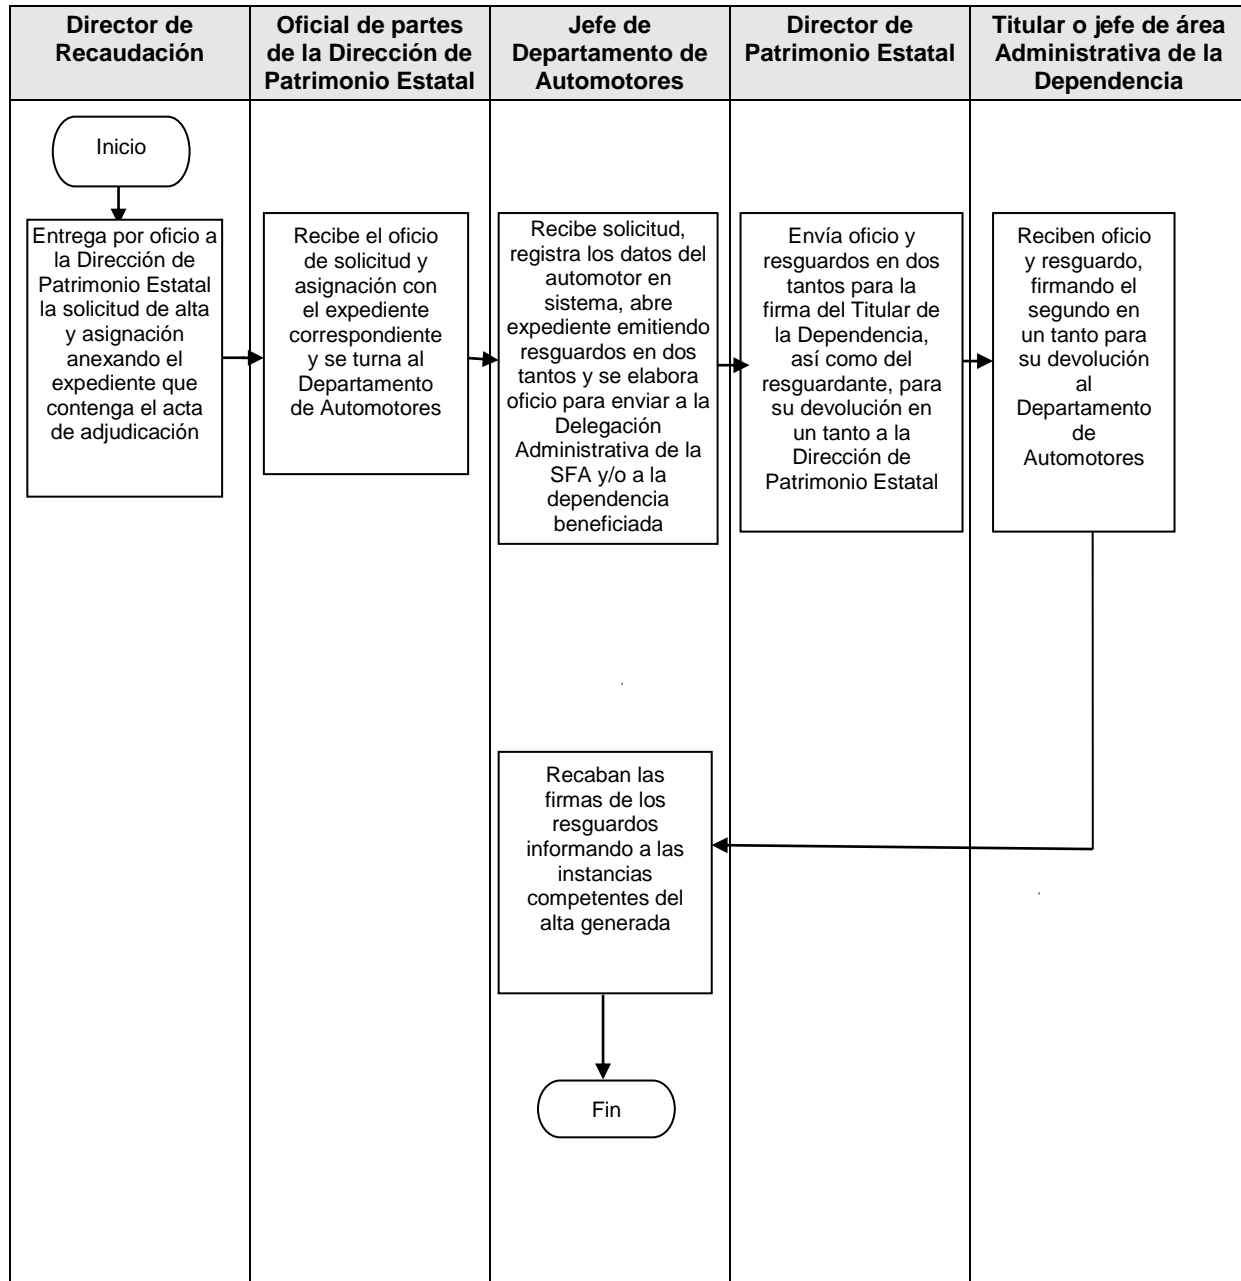 Director de
Recaudación
Oficial de partes
de la Dirección de
Patrimonio Estatal
Jefe de
Departamento de
Automotores
Director de
Patrimonio Estatal
Titular o jefe de área
Administrativa de la
Dependencia
Inicio
Entrega por oficio a
la Dirección de
Patrimonio Estatal
la solicitud de alta
y asignación
anexando el
expediente que
contenga el acta
de adjudicación
Recibe el oficio
de solicitud y
asignación con
el expediente
correspondiente
y se turna al
Departamento
de Automotores
Recibe solicitud,
registra los datos del
automotor en
sistema, abre
expediente emitiendo
resguardos en dos
tantos y se elabora
oficio para enviar a la
Delegación
Administrativa de la
SFA y/o a la
dependencia
beneficiada
Envía oficio y
resguardos en dos
tantos para la
firma del Titular de
la Dependencia,
así como del
resguardante, para
su devolución en
un tanto a la
Dirección de
Patrimonio Estatal
Reciben oficio
y resguardo,
firmando el
segundo en
un tanto para
su devolución
al
Departamento
de
Automotores
Recaban las
firmas de los
resguardos
informando a las
instancias
competentes del
alta generada
Fin